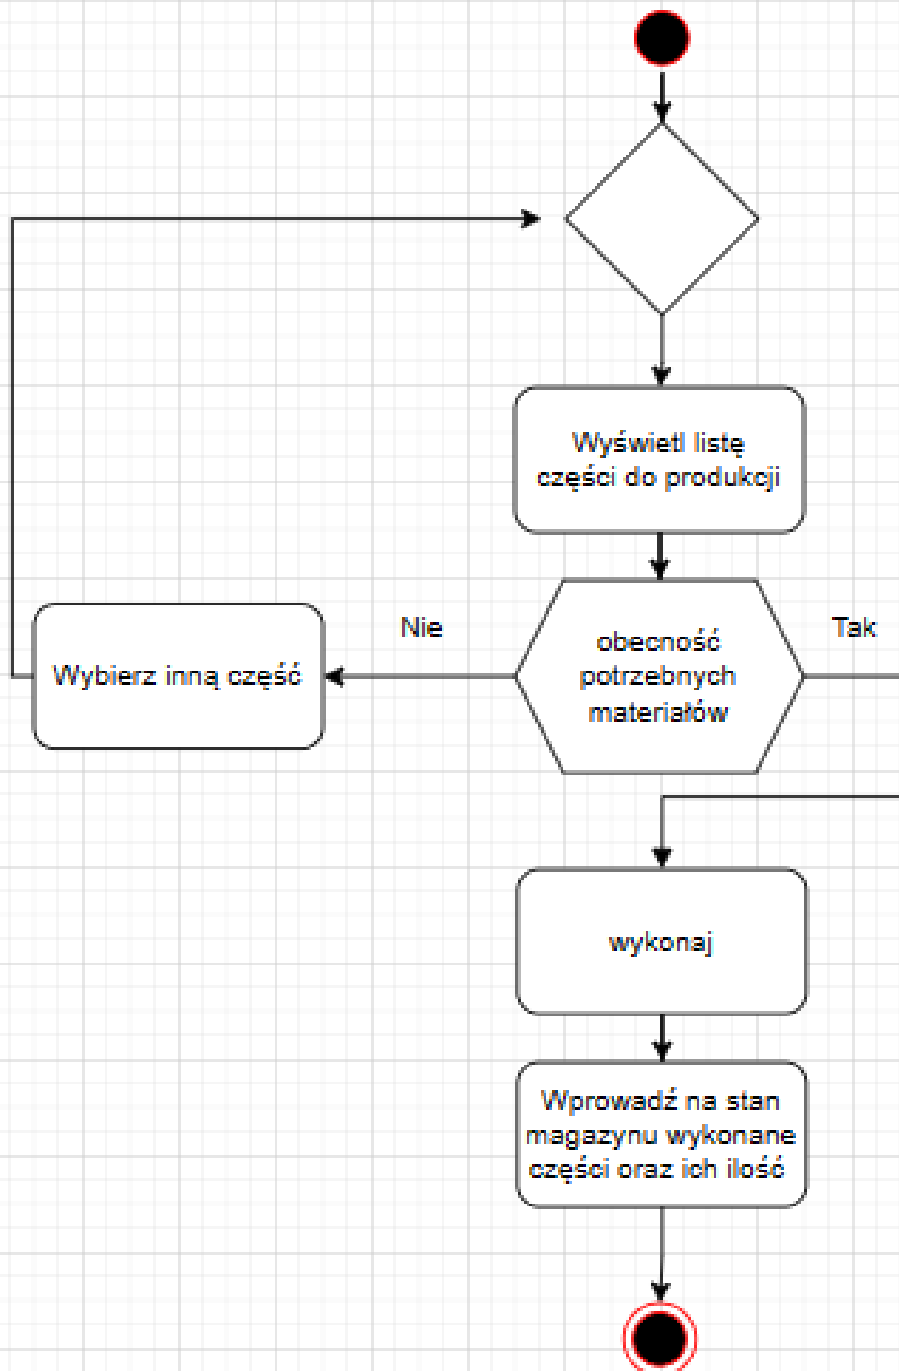 Wyświetl listę
części do produkcji
Nie
obecność
potrzebnych
materiałów
Tak
Wybierz inną część
wykonaj
Wprowadź na stan
magazynu wykonane
części oraz ich ilość